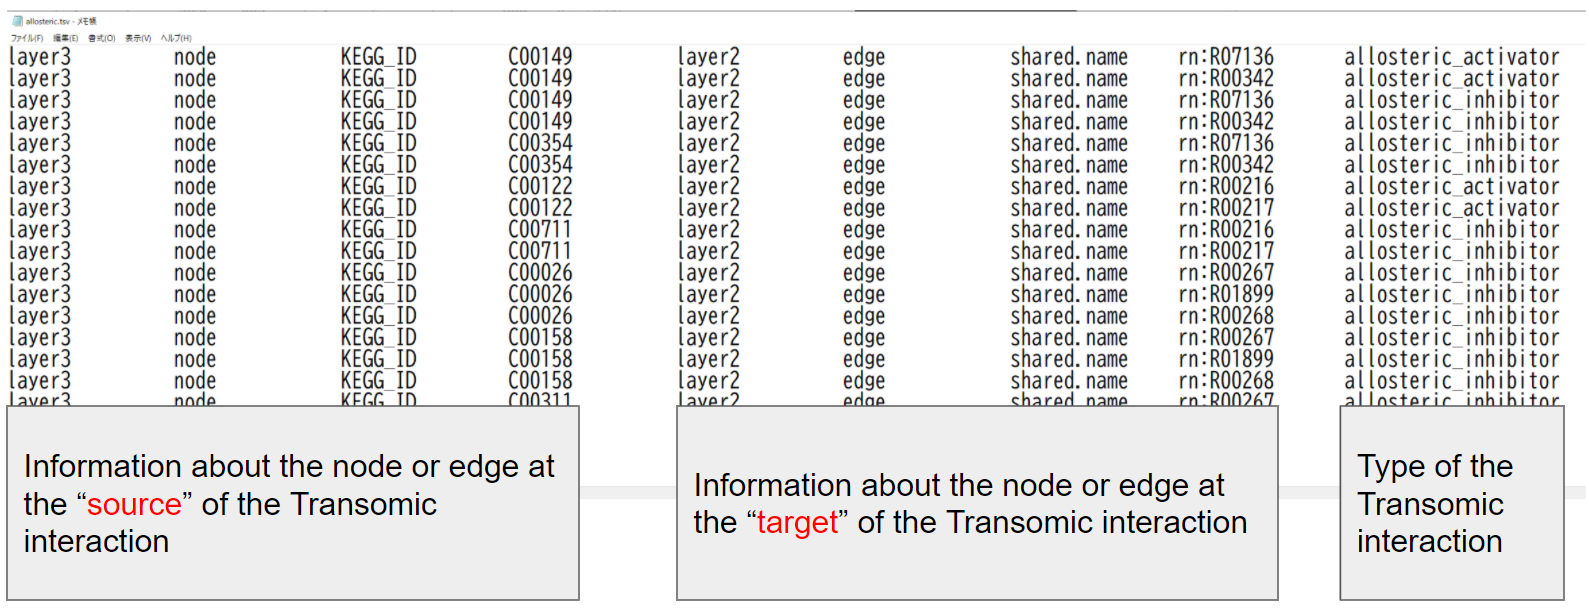 allosteric.tsv - メモ帳
ファイル(F) 編集(E) 書式(O) 表示(V) ヘルプ(H)
layer3 node KEGG_ID C00149 layer2 edge shared.name rn:R07136 allosteric_activator
layer3 node KEGG_ID C00149 layer2 edge shared.name rn:R00342 allosteric_activator
layer3 node KEGG_ID C00149 layer2 edge shared.name rn:R07136 allosteric_inhibitor
layer3 node KEGG_ID C00149 layer2 edge shared.name rn:R00342 allosteric_inhibitor
layer3 node KEGG_ID C00354 layer2 edge shared.name rn:R07136 allosteric_inhibitor
layer3 node KEGG_ID C00354 layer2 edge shared.name rn:R00342 allosteric_inhibitor
layer3 node KEGG_ID C00122 layer2 edge shared.name rn:R00216 allosteric_activator
layer3 node KEGG_ID C00122 layer2 edge shared.name rn:R00217 allosteric_activator
layer3 node KEGG_ID C00711 layer2 edge shared.name rn:R00216 allosteric_inhibitor
layer3 node KEGG_ID C00711 layer2 edge shared.name rn:R00217 allosteric_inhibitor
layer3 node KEGG_ID C00026 layer2 edge shared.name rn:R00267 allosteric_inhibitor
layer3 node KEGG_ID C00026 layer2 edge shared.name rn:R01899 allosteric_inhibitor
layer3 node KEGG_ID C00026 layer2 edge shared.name rn:R00268 allosteric_inhibitor
layer3 node KEGG_ID C00158 layer2 edge shared.name rn:R00267 allosteric_inhibitor
layer3 node KEGG_ID C00158 layer2 edge shared.name rn:R01899 allosteric_inhibitor
layer3 node KEGG_ID C00158 layer2 edge shared.name rn:R00268 allosteric_inhibitor
layer3 node KEGG_ID C00311 layer2 edge shared.name rn:R00267 allosteric_inhibitor
Information about the node or edge at
the “source” of the Transomic
interaction
Information about the node or edge at
the “target” of the Transomic interaction
Type of the
Transomic
interaction